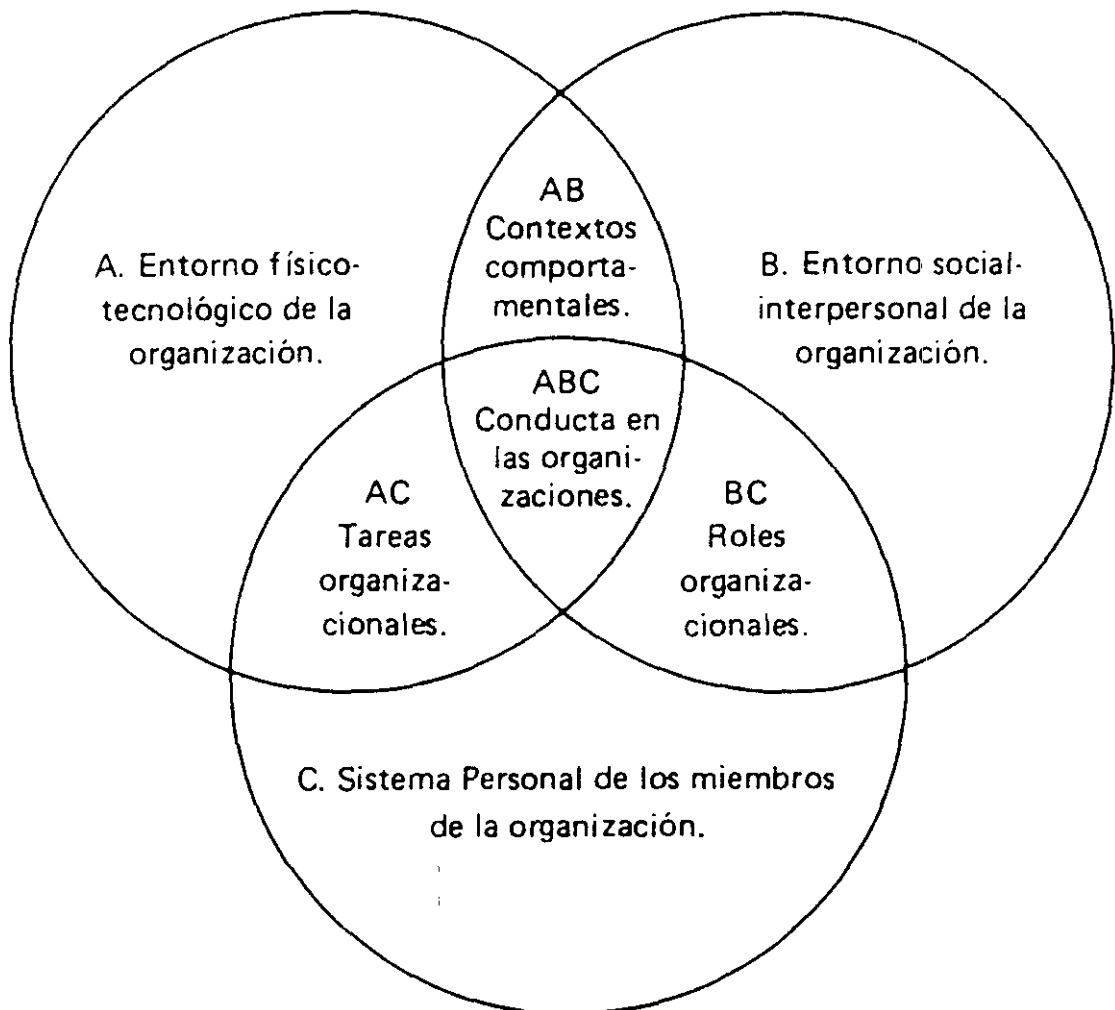 AB
Contextos
comporta-
mentales.
A. Entorno físico-
tecnológico de la
organización.
B. Entorno social-
interpersonal de la
organización.
ABC
Conducta en
las organi-
zaciones.
AC
Tareas
organiza-
cionales.
BC
Roles
organiza-
cionales.
C. Sistema Personal de los miembros
de la organización.